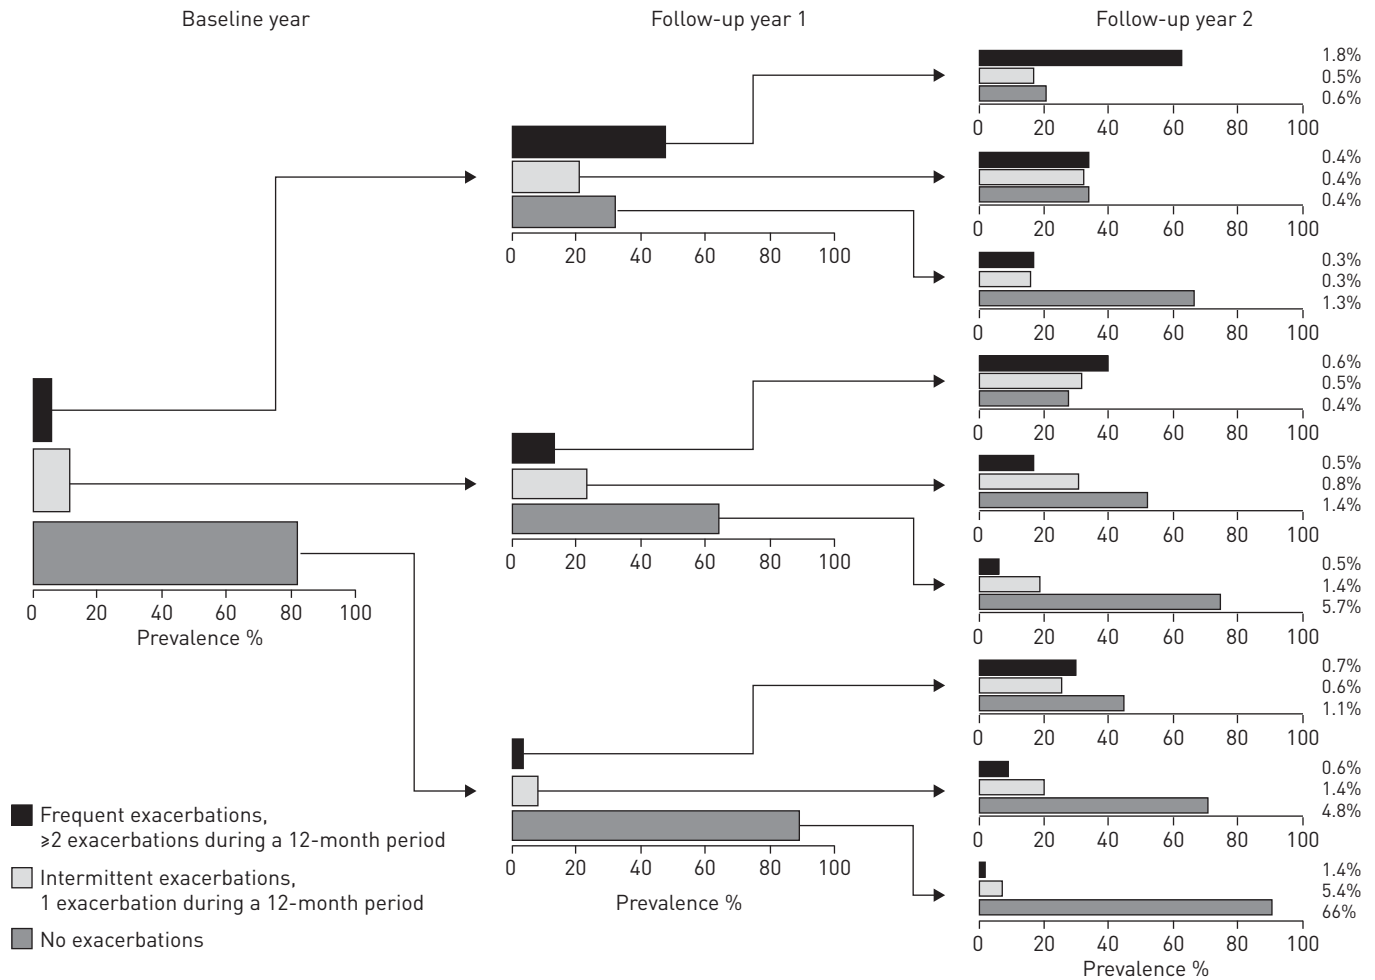 Baseline year
Follow-up year 1
Follow-up year 2
1.8%
0.5%
0.6%
0 20 40 60 80 100
0.4%
0.4%
0.4%
0 20 40 60 80 100
0 20 40 60 80 100
0.3%
0.3%
1.3%
0 20 40 60 80 100
0.6%
0.5%
0.4%
0 20 40 60 80 100
0.5%
0.8%
1.4%
0 20 40 60 80 100
0 20 40 60 80 100
0.5%
1.4%
5.7%
0 20 40 60 80 100
0 20 40 60 80 100
Prevalence %
0.7%
0.6%
1.1%
0 20 40 60 80 100
0.6%
1.4%
4.8%
0 20 40 60 80 100
0 20 40 60 80 100
Prevalence %
1.4%
5.4%
66%
0 20 40 60 80 100
Prevalence %
Frequent exacerbations,
≥2 exacerbations during a 12-month period
Intermittent exacerbations,
1 exacerbation during a 12-month period
No exacerbations